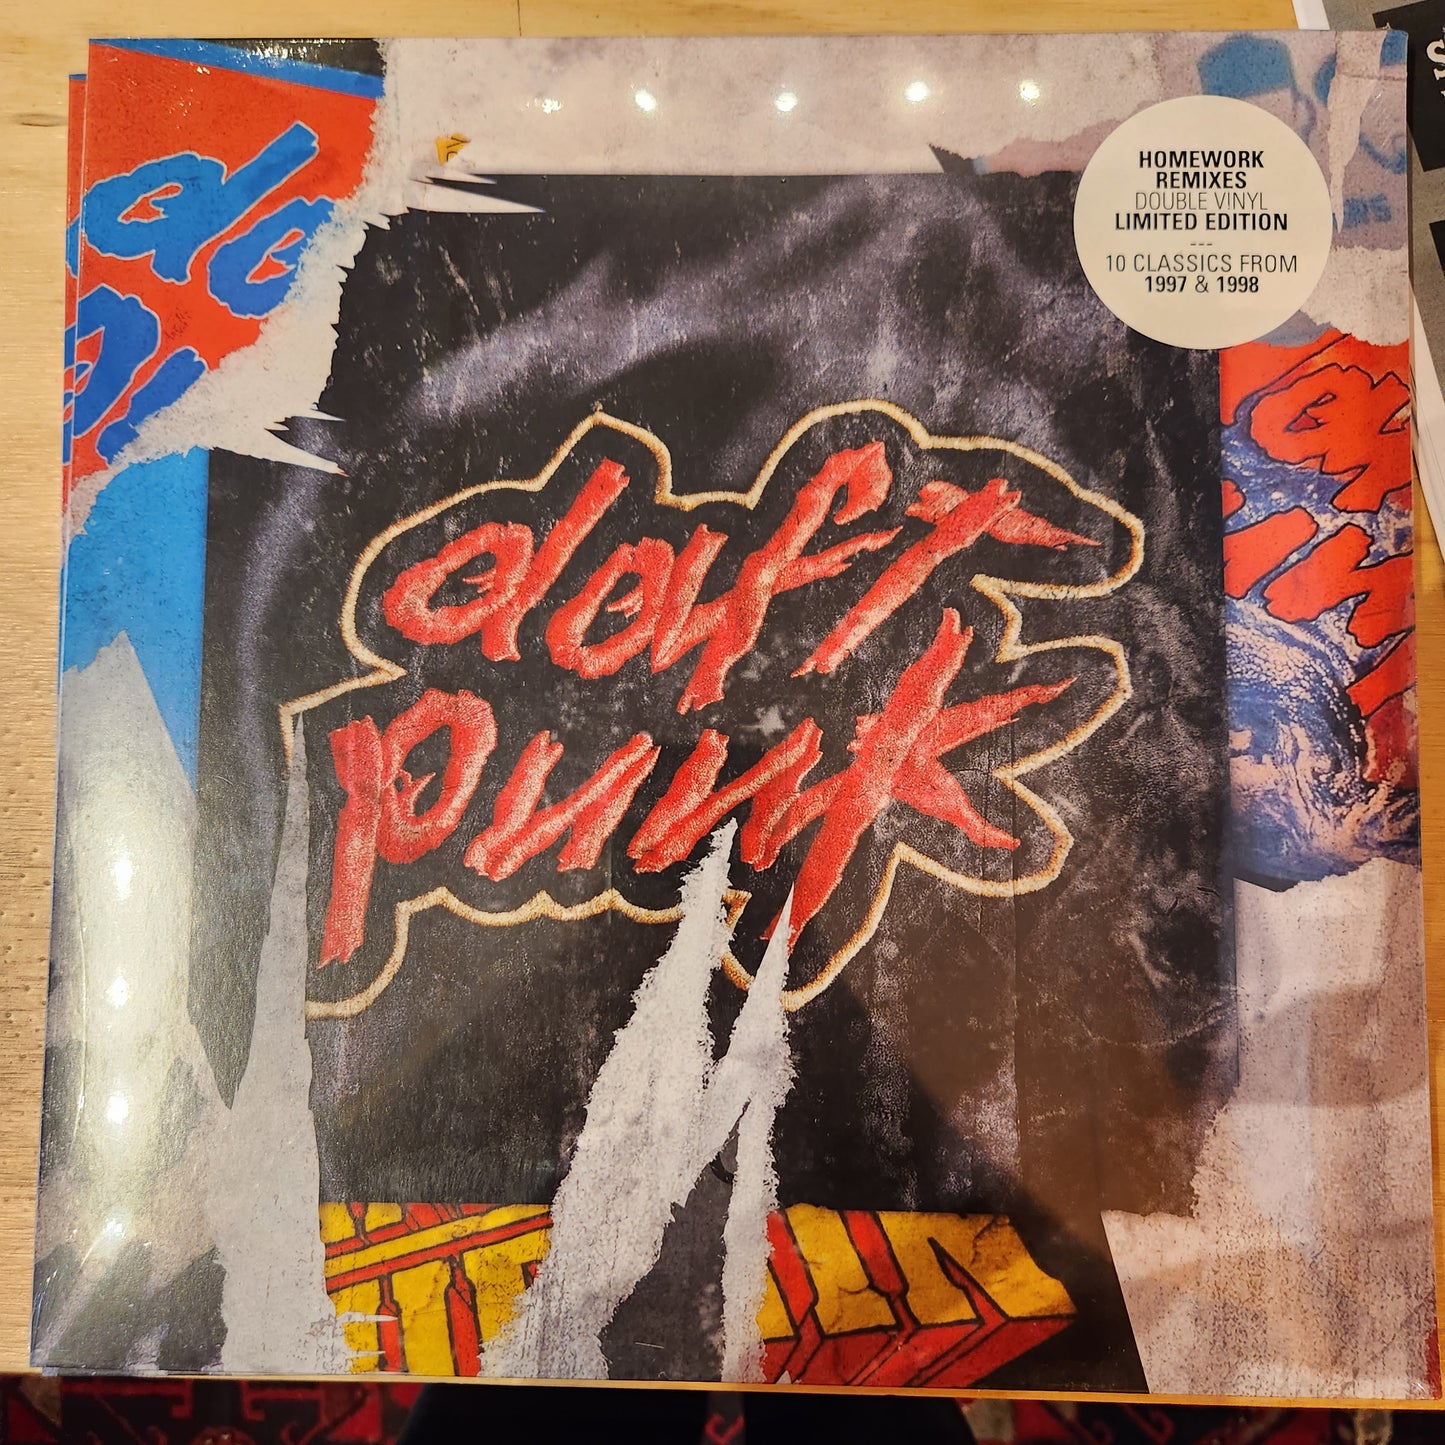 HOMEWORK
REMIXES
DOUBLE VINYL
LIMITED EDITION
---
10 CLASSICS FROM
1997 & 1998
daft
punk